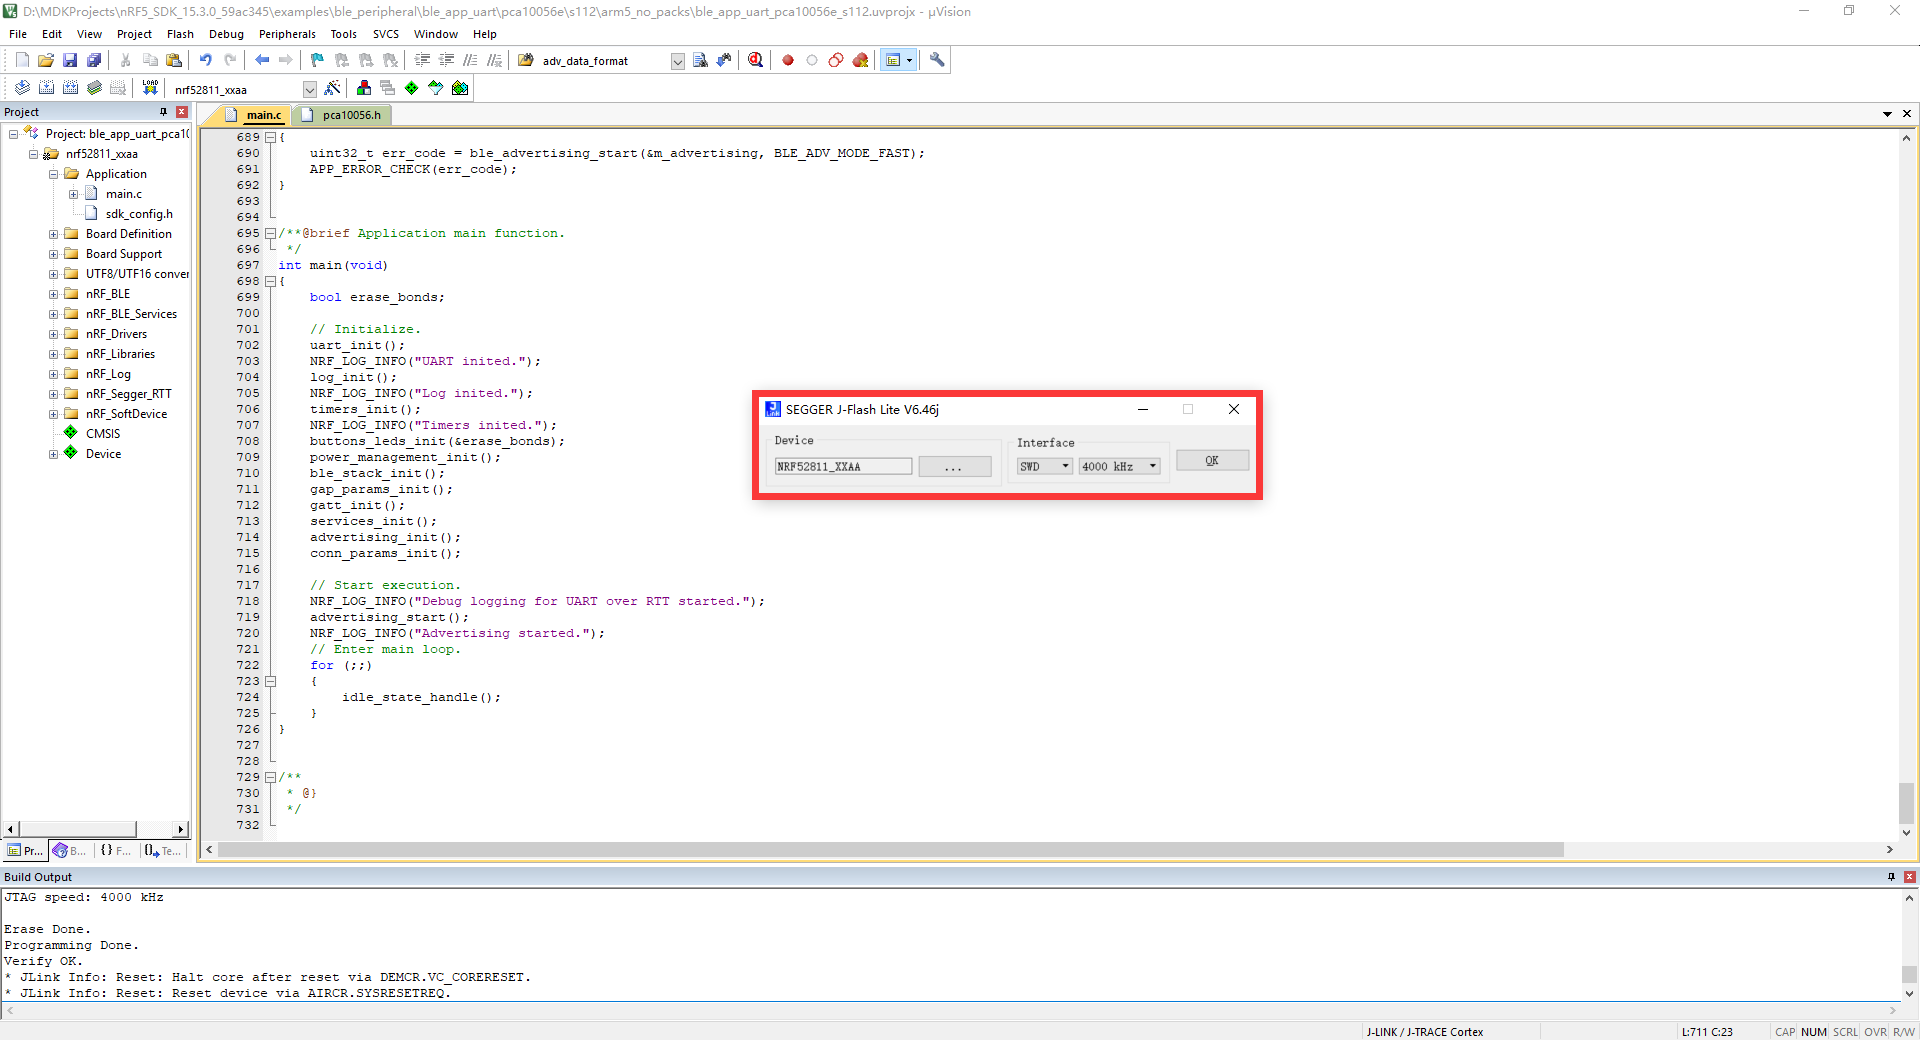 D:\MDKProjects\nRF5_SDK_15.3.0_59ac345\examples\ble_peripheral\ble_app_uart\pca10056e\s112\arm5_no_packs\ble_app_uart_pca10056e_s112.uvprojx - µVision
File Edit View Project Flash Debug Peripherals Tools SVCS Window Help
adv_data_format
LOAD
nrf52811_xxaa
Project
Project: ble_app_uart_pca10
nrf52811_xxaa
Application
main.c
sdk_config.h
Board Definition
Board Support
UTF8/UTF16 conver
nRF_BLE
nRF_BLE_Services
nRF_Drivers
nRF_Libraries
nRF_Log
nRF_Segger_RTT
nRF_SoftDevice
CMSIS
Device
Pr... B... {} F... Te...
main.c pca10056.h
689 {
690 uint32_t err_code = ble_advertising_start(&m_advertising, BLE_ADV_MODE_FAST);
691 APP_ERROR_CHECK(err_code);
692 }
693
694
695 /**@brief Application main function.
696 */
697 int main(void)
698 {
699 bool erase_bonds;
700
701 // Initialize.
702 uart_init();
703 NRF_LOG_INFO("UART inited.");
704 log_init();
705 NRF_LOG_INFO("Log inited.");
706 timers_init();
707 NRF_LOG_INFO("Timers inited.");
708 buttons_leds_init(&erase_bonds);
709 power_management_init();
710 ble_stack_init();
711 gap_params_init();
712 gatt_init();
713 services_init();
714 advertising_init();
715 conn_params_init();
716
717 // Start execution.
718 NRF_LOG_INFO("Debug logging for UART over RTT started.");
719 advertising_start();
720 NRF_LOG_INFO("Advertising started.");
721 // Enter main loop.
722 for (;;)
723 {
724 idle_state_handle();
725 }
726 }
727
728
729 /**
730 * @}
731 */
732
SEGGER J-Flash Lite V6.46j
Device
NRF52811_XXAA ...
Interface
SWD 4000 kHz
OK
Build Output
JTAG speed: 4000 kHz
Erase Done.
Programming Done.
Verify OK.
* JLink Info: Reset: Halt core after reset via DEMCR.VC_CORERESET.
* JLink Info: Reset: Reset device via AIRCR.SYSRESETREQ.
J-LINK / J-TRACE Cortex L:711 C:23 CAP NUM SCRL OVR R/W